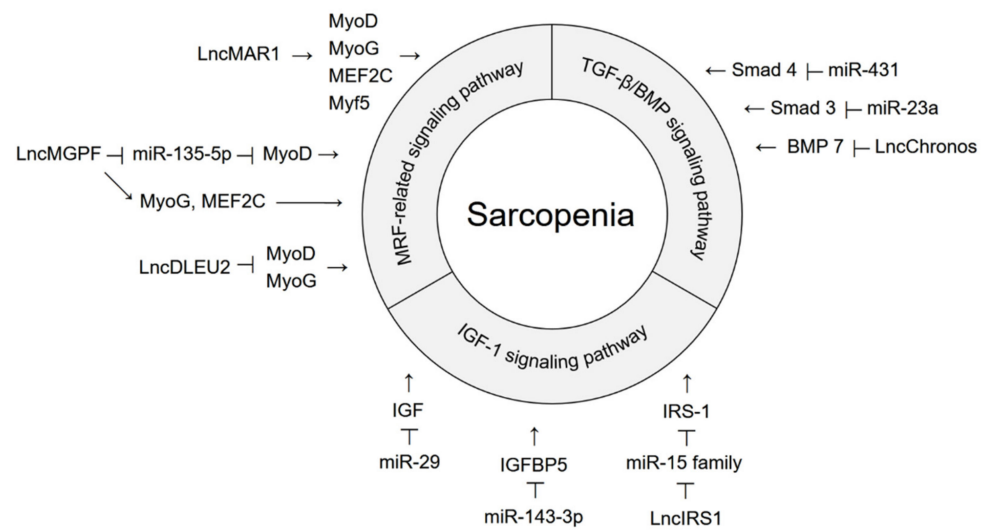 MyoD
LncMAR1
MyoG
MEF2C
Myf5
MRF-related signaling pathway
TGF-β/BMP signaling pathway
Smad 4
miR-431
Smad 3
miR-23a
BMP 7
LncChronos
LncMGPF
miR-135-5p
MyoD
MyoG, MEF2C
Sarcopenia
LncDLEU2
MyoD
MyoG
IGF-1 signaling pathway
IGF
miR-29
IGFBP5
miR-143-3p
IRS-1
miR-15 family
LncIRS1